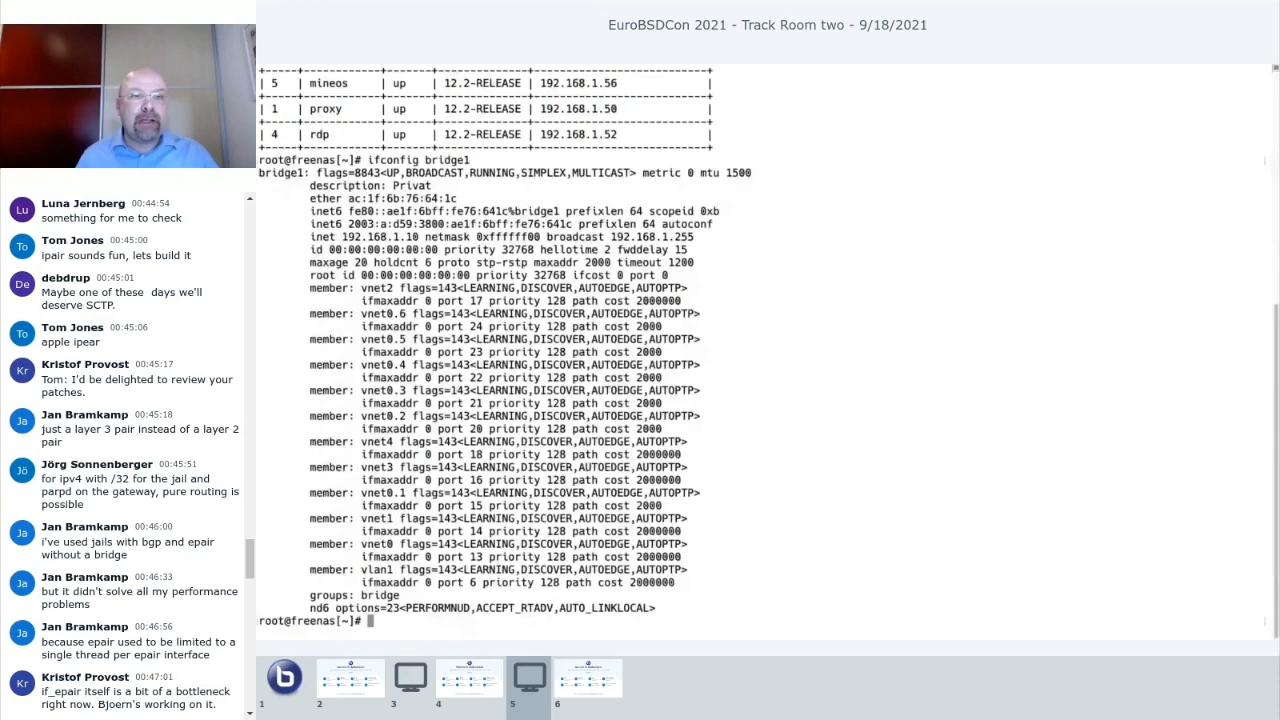 EuroBSDCon 2021 - Track Room two - 9/18/2021
Lu
Luna Jernberg 00:44:54
something for me to check
To
Tom Jones 00:45:00
ipair sounds fun, lets build it
De
debdrup 00:45:01
Maybe one of these days we'll
deserve SCTP.
To
Tom Jones 00:45:06
apple ipear
Kr
Kristof Provost 00:45:17
Tom: I'd be delighted to review your
patches.
Ja
Jan Bramkamp 00:45:18
just a layer 3 pair instead of a layer 2
pair
Jö
Jörg Sonnenberger 00:45:51
for ipv4 with /32 for the jail and
parpd on the gateway, pure routing is
possible
Ja
Jan Bramkamp 00:46:00
i've used jails with bgp and epair
without a bridge
Ja
Jan Bramkamp 00:46:33
but it didn't solve all my performance
problems
Ja
Jan Bramkamp 00:46:56
because epair used to be limited to a
single thread per epair interface
Kr
Kristof Provost 00:47:01
if_epair itself is a bit of a bottleneck
right now. Bjoern's working on it.
+-----+------------+-------+--------------+---------------------------+
| 5 | mineos | up | 12.2-RELEASE | 192.168.1.56 |
+-----+------------+-------+--------------+---------------------------+
| 1 | proxy | up | 12.2-RELEASE | 192.168.1.50 |
+-----+------------+-------+--------------+---------------------------+
| 4 | rdp | up | 12.2-RELEASE | 192.168.1.52 |
+-----+------------+-------+--------------+---------------------------+
root@freenas[~]# ifconfig bridge1
bridge1: flags=8843<UP,BROADCAST,RUNNING,SIMPLEX,MULTICAST> metric 0 mtu 1500
description: Privat
ether ac:1f:6b:76:64:1c
inet6 fe80::ae1f:6bff:fe76:641c%bridge1 prefixlen 64 scopeid 0xb
inet6 2003:a:d59:3800:ae1f:6bff:fe76:641c prefixlen 64 autoconf
inet 192.168.1.10 netmask 0xffffff00 broadcast 192.168.1.255
id 00:00:00:00:00:00 priority 32768 hellotime 2 fwddelay 15
maxage 20 holdcnt 6 proto stp-rstp maxaddr 2000 timeout 1200
root id 00:00:00:00:00:00 priority 32768 ifcost 0 port 0
member: vnet2 flags=143<LEARNING,DISCOVER,AUTOEDGE,AUTOPTP>
ifmaxaddr 0 port 17 priority 128 path cost 2000000
member: vnet0.6 flags=143<LEARNING,DISCOVER,AUTOEDGE,AUTOPTP>
ifmaxaddr 0 port 24 priority 128 path cost 2000
member: vnet0.5 flags=143<LEARNING,DISCOVER,AUTOEDGE,AUTOPTP>
ifmaxaddr 0 port 23 priority 128 path cost 2000
member: vnet0.4 flags=143<LEARNING,DISCOVER,AUTOEDGE,AUTOPTP>
ifmaxaddr 0 port 22 priority 128 path cost 2000
member: vnet0.3 flags=143<LEARNING,DISCOVER,AUTOEDGE,AUTOPTP>
ifmaxaddr 0 port 21 priority 128 path cost 2000
member: vnet0.2 flags=143<LEARNING,DISCOVER,AUTOEDGE,AUTOPTP>
ifmaxaddr 0 port 20 priority 128 path cost 2000
member: vnet4 flags=143<LEARNING,DISCOVER,AUTOEDGE,AUTOPTP>
ifmaxaddr 0 port 18 priority 128 path cost 2000000
member: vnet3 flags=143<LEARNING,DISCOVER,AUTOEDGE,AUTOPTP>
ifmaxaddr 0 port 16 priority 128 path cost 2000000
member: vnet0.1 flags=143<LEARNING,DISCOVER,AUTOEDGE,AUTOPTP>
ifmaxaddr 0 port 15 priority 128 path cost 2000
member: vnet1 flags=143<LEARNING,DISCOVER,AUTOEDGE,AUTOPTP>
ifmaxaddr 0 port 14 priority 128 path cost 2000000
member: vnet0 flags=143<LEARNING,DISCOVER,AUTOEDGE,AUTOPTP>
ifmaxaddr 0 port 13 priority 128 path cost 2000000
member: vlan1 flags=143<LEARNING,DISCOVER,AUTOEDGE,AUTOPTP>
ifmaxaddr 0 port 6 priority 128 path cost 2000000
groups: bridge
nd6 options=23<PERFORMNUD,ACCEPT_RTADV,AUTO_LINKLOCAL>
root@freenas[~]#
b
1 2 3 4 5 6